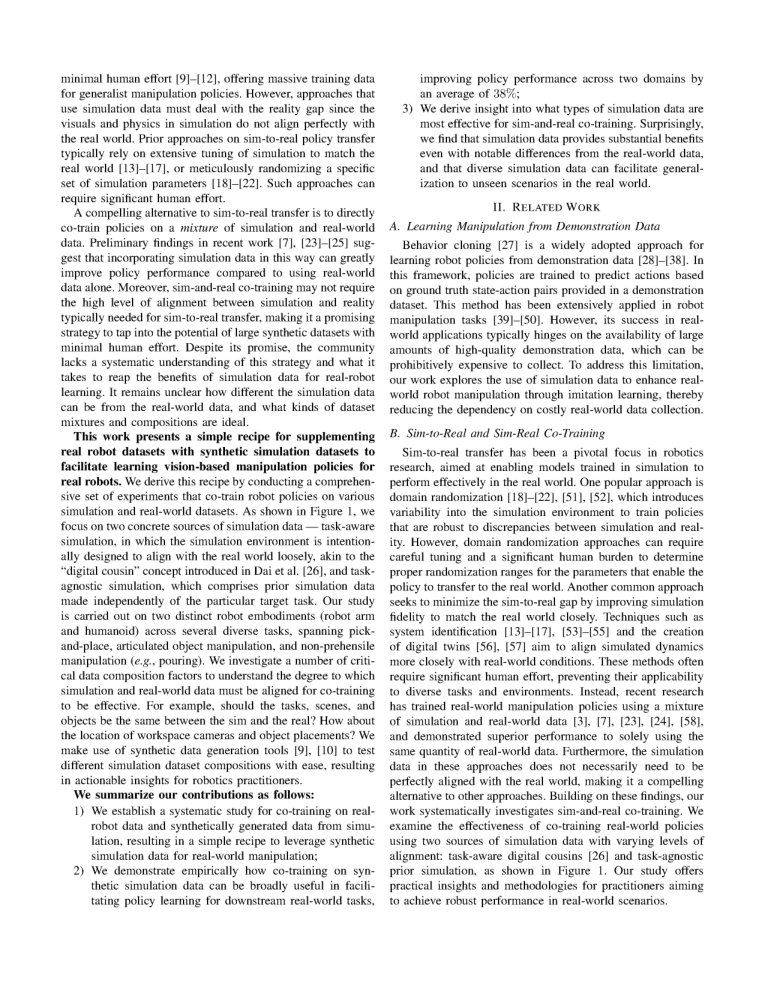 minimal human effort [9]–[12], offering massive training data
for generalist manipulation policies. However, approaches that
use simulation data must deal with the reality gap since the
visuals and physics in simulation do not align perfectly with
the real world. Prior approaches on sim-to-real policy transfer
typically rely on extensive tuning of simulation to match the
real world [13]–[17], or meticulously randomizing a specific
set of simulation parameters [18]–[22]. Such approaches can
require significant human effort.
A compelling alternative to sim-to-real transfer is to directly
co-train policies on a mixture of simulation and real-world
data. Preliminary findings in recent work [7], [23]–[25] sug-
gest that incorporating simulation data in this way can greatly
improve policy performance compared to using real-world
data alone. Moreover, sim-and-real co-training may not require
the high level of alignment between simulation and reality
typically needed for sim-to-real transfer, making it a promising
strategy to tap into the potential of large synthetic datasets with
minimal human effort. Despite its promise, the community
lacks a systematic understanding of this strategy and what it
takes to reap the benefits of simulation data for real-robot
learning. It remains unclear how different the simulation data
can be from the real-world data, and what kinds of dataset
mixtures and compositions are ideal.
This work presents a simple recipe for supplementing
real robot datasets with synthetic simulation datasets to
facilitate learning vision-based manipulation policies for
real robots. We derive this recipe by conducting a comprehen-
sive set of experiments that co-train robot policies on various
simulation and real-world datasets. As shown in Figure 1, we
focus on two concrete sources of simulation data — task-aware
simulation, in which the simulation environment is intention-
ally designed to align with the real world loosely, akin to the
“digital cousin” concept introduced in Dai et al. [26], and task-
agnostic simulation, which comprises prior simulation data
made independently of the particular target task. Our study
is carried out on two distinct robot embodiments (robot arm
and humanoid) across several diverse tasks, spanning pick-
and-place, articulated object manipulation, and non-prehensile
manipulation (e.g., pouring). We investigate a number of criti-
cal data composition factors to understand the degree to which
simulation and real-world data must be aligned for co-training
to be effective. For example, should the tasks, scenes, and
objects be the same between the sim and the real? How about
the location of workspace cameras and object placements? We
make use of synthetic data generation tools [9], [10] to test
different simulation dataset compositions with ease, resulting
in actionable insights for robotics practitioners.
We summarize our contributions as follows:
1) We establish a systematic study for co-training on real-
robot data and synthetically generated data from simu-
lation, resulting in a simple recipe to leverage synthetic
simulation data for real-world manipulation;
2) We demonstrate empirically how co-training on syn-
thetic simulation data can be broadly useful in facili-
tating policy learning for downstream real-world tasks,
improving policy performance across two domains by
an average of 38%;
3) We derive insight into what types of simulation data are
most effective for sim-and-real co-training. Surprisingly,
we find that simulation data provides substantial benefits
even with notable differences from the real-world data,
and that diverse simulation data can facilitate general-
ization to unseen scenarios in the real world.
II. RELATED WORK
A. Learning Manipulation from Demonstration Data
Behavior cloning [27] is a widely adopted approach for
learning robot policies from demonstration data [28]–[38]. In
this framework, policies are trained to predict actions based
on ground truth state-action pairs provided in a demonstration
dataset. This method has been extensively applied in robot
manipulation tasks [39]–[50]. However, its success in real-
world applications typically hinges on the availability of large
amounts of high-quality demonstration data, which can be
prohibitively expensive to collect. To address this limitation,
our work explores the use of simulation data to enhance real-
world robot manipulation through imitation learning, thereby
reducing the dependency on costly real-world data collection.
B. Sim-to-Real and Sim-Real Co-Training
Sim-to-real transfer has been a pivotal focus in robotics
research, aimed at enabling models trained in simulation to
perform effectively in the real world. One popular approach is
domain randomization [18]–[22], [51], [52], which introduces
variability into the simulation environment to train policies
that are robust to discrepancies between simulation and real-
ity. However, domain randomization approaches can require
careful tuning and a significant human burden to determine
proper randomization ranges for the parameters that enable the
policy to transfer to the real world. Another common approach
seeks to minimize the sim-to-real gap by improving simulation
fidelity to match the real world closely. Techniques such as
system identification [13]–[17], [53]–[55] and the creation
of digital twins [56], [57] aim to align simulated dynamics
more closely with real-world conditions. These methods often
require significant human effort, preventing their applicability
to diverse tasks and environments. Instead, recent research
has trained real-world manipulation policies using a mixture
of simulation and real-world data [3], [7], [23], [24], [58],
and demonstrated superior performance to solely using the
same quantity of real-world data. Furthermore, the simulation
data in these approaches does not necessarily need to be
perfectly aligned with the real world, making it a compelling
alternative to other approaches. Building on these findings, our
work systematically investigates sim-and-real co-training. We
examine the effectiveness of co-training real-world policies
using two sources of simulation data with varying levels of
alignment: task-aware digital cousins [26] and task-agnostic
prior simulation, as shown in Figure 1. Our study offers
practical insights and methodologies for practitioners aiming
to achieve robust performance in real-world scenarios.